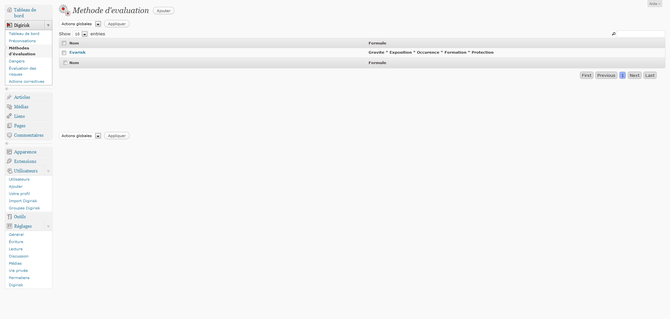 Aide
Tableau de bord
Digirisk
Tableau de bord
Préconisations
Méthodes d'évaluation
Dangers
Évaluation des risques
Actions correctives
Articles
Médias
Liens
Pages
Commentaires
Apparence
Extensions
Utilisateurs
Utilisateurs
Ajouter
Votre profil
Import Digirisk
Groupes Digirisk
Outils
Réglages
Général
Écriture
Lecture
Discussion
Médias
Vie privée
Permaliens
Digirisk
Methode d'evaluation
Ajouter
Actions globales
Appliquer
Show 10 entries
Nom Formule
Evarisk Gravite * Exposition * Occurence * Formation * Protection
Nom Formule
First Previous 1 Next Last
Actions globales
Appliquer